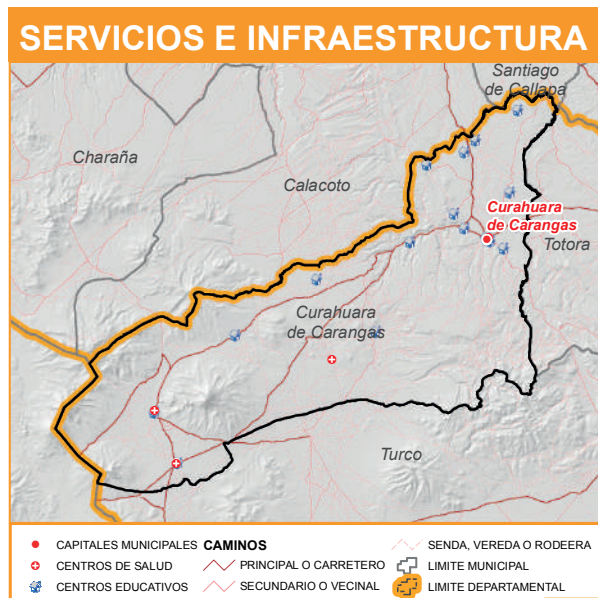 SERVICIOS E INFRAESTRUCTURA
Santiago
de Callapa
Charaña
Calacoto
Curahuara
de Carangas
Totora
Curahuara
de Carangas
Turco
CAPITALES MUNICIPALES
CENTROS DE SALUD
CENTROS EDUCATIVOS
CAMINOS
PRINCIPAL O CARRETERO
SECUNDARIO O VECINAL
SENDA, VEREDA O RODEERA
LIMITE MUNICIPAL
LIMITE DEPARTAMENTAL